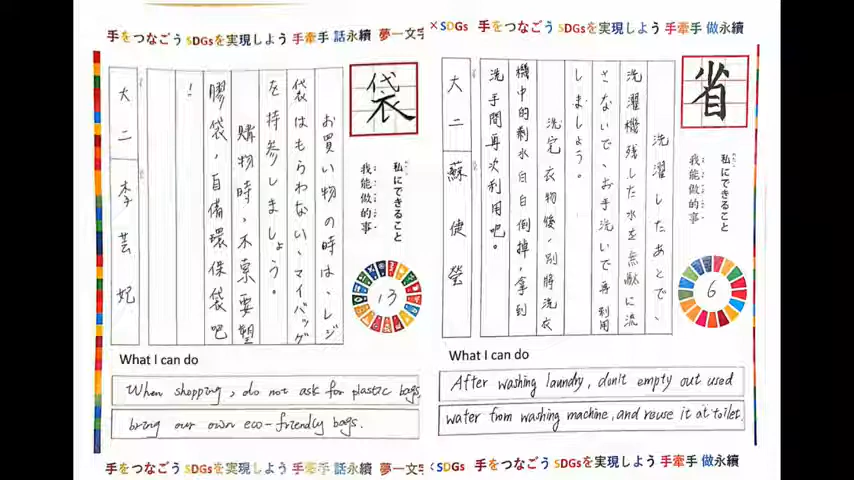 手をつなごう SDGsを実現しよう 手牽手 話永續 夢一文字
袋
私にできること
我能做的事
13
お買い物の時は、レジ
袋はもらわない、マイバッグ
を持参しましょう。
購物時，不索要塑
膠袋，自備環保袋吧
！
大二 李芸妃
What I can do
When shopping, do not ask for plastic bags,
bring our own eco-friendly bags.
手をつなごう SDGsを実現しよう 手牽手 話永續 夢一文字
×SDGs 手をつなごう SDGsを実現しよう 手牽手 做永續
省
私にできること
我能做的事
6
洗濯したあとで、
洗濯機残した水を無駄に流
さないで、お手洗いで再利用
しましょう。
洗完衣物後，別將洗衣
機中的剩水白白倒掉，拿到
洗手間再次利用吧。
大二 蘇倢瑩
What I can do
After washing laundry, don't empty out used
water from washing machine, and reuse it at toilet
×SDGs 手をつなごう SDGsを実現しよう 手牽手 做永續